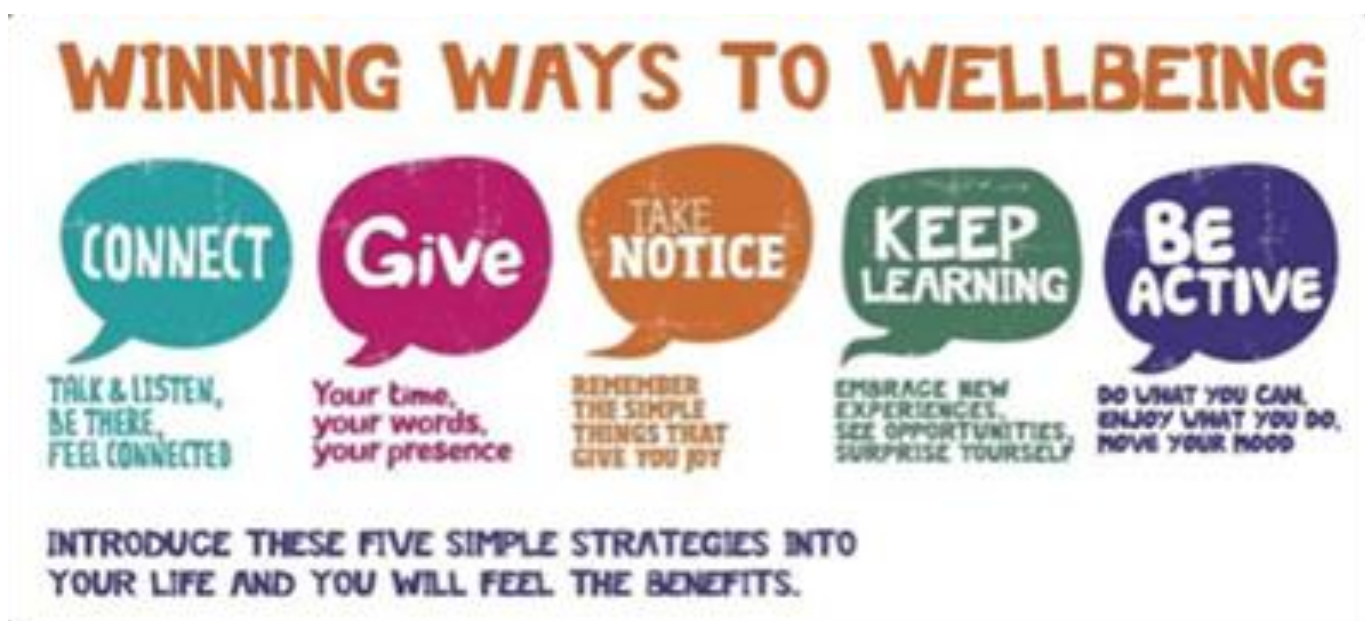 WINNING WAYS TO WELLBEING
CONNECT
TALK & LISTEN,
BE THERE,
FEEL CONNECTED
Give
Your time,
your words,
your presence
TAKE
NOTICE
REMEMBER
THE SIMPLE
THINGS THAT
GIVE YOU JOY
KEEP
LEARNING
EMBRACE NEW
EXPERIENCES,
SEE OPPORTUNITIES,
SURPRISE YOURSELF
BE
ACTIVE
DO WHAT YOU CAN,
ENJOY WHAT YOU DO,
MOVE YOUR MOOD
INTRODUCE THESE FIVE SIMPLE STRATEGIES INTO
YOUR LIFE AND YOU WILL FEEL THE BENEFITS.